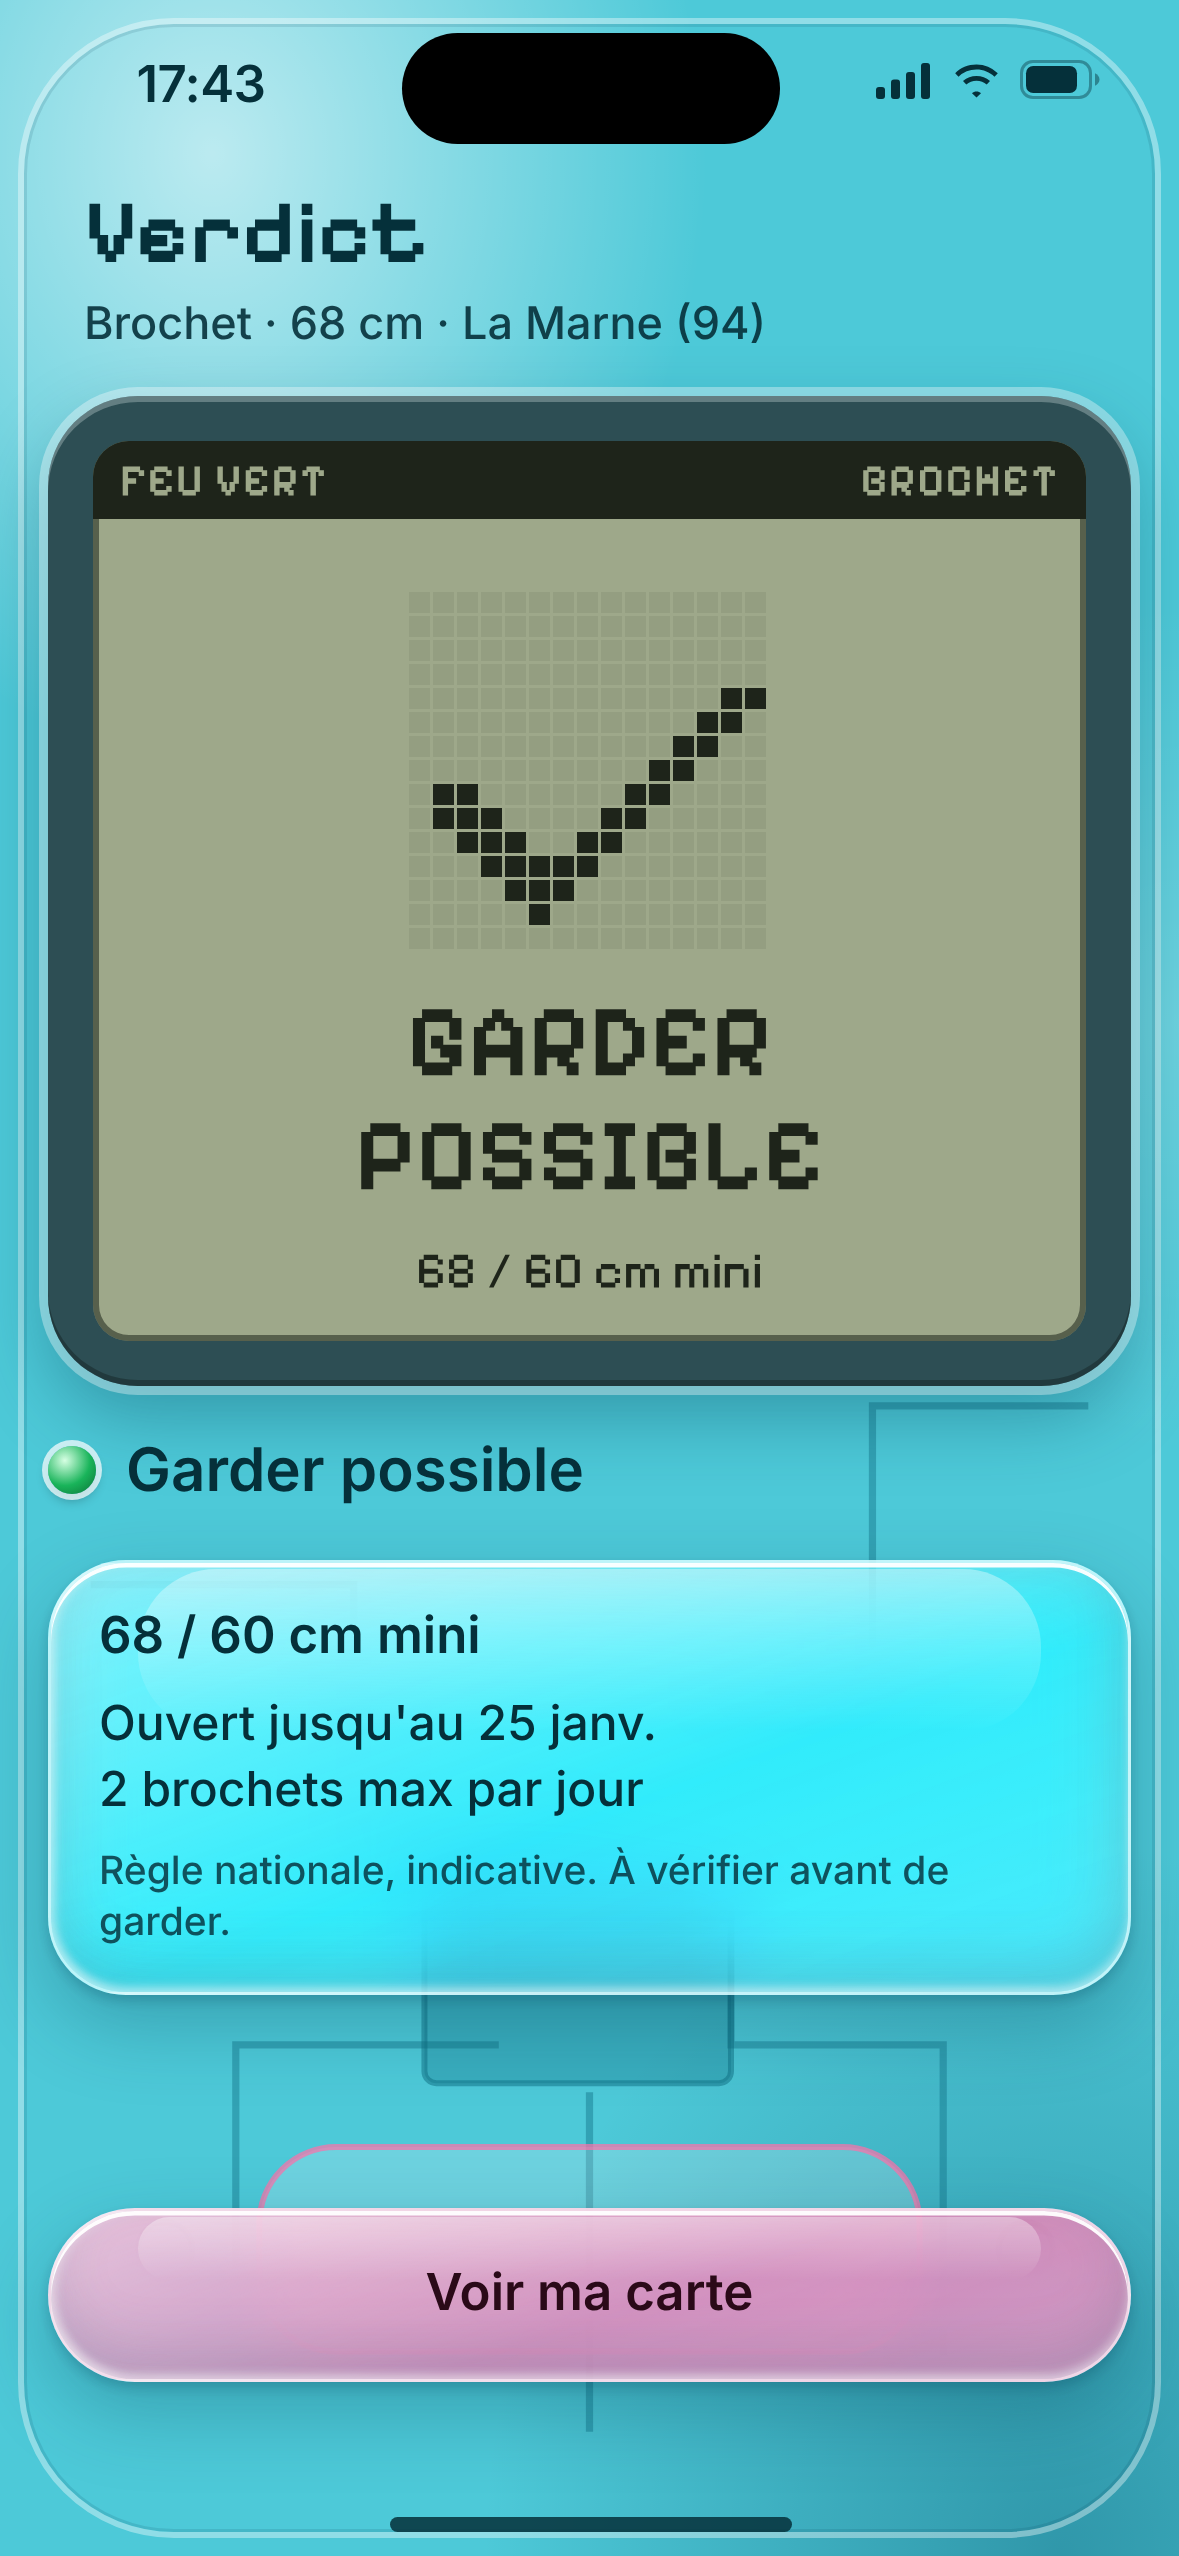 17:43
Verdict
Brochet · 68 cm · La Marne (94)
FEU VERT
BROCHET
GARDER
POSSIBLE
68 / 60 cm mini
Garder possible
68 / 60 cm mini
Ouvert jusqu'au 25 janv.
2 brochets max par jour
Règle nationale, indicative. À vérifier avant de
garder.
Voir ma carte